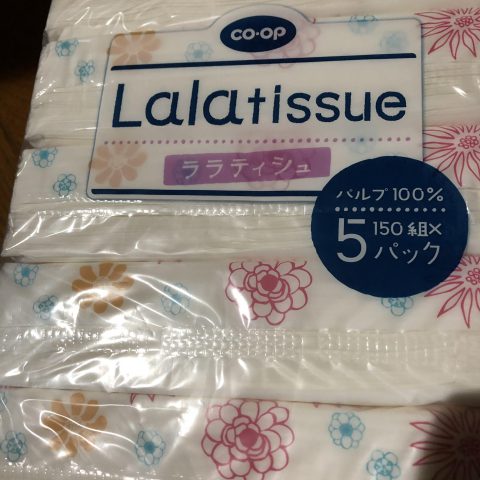 CO·OP
Lalatissue
ララティシュ
パルプ100%
5 150組×
パック